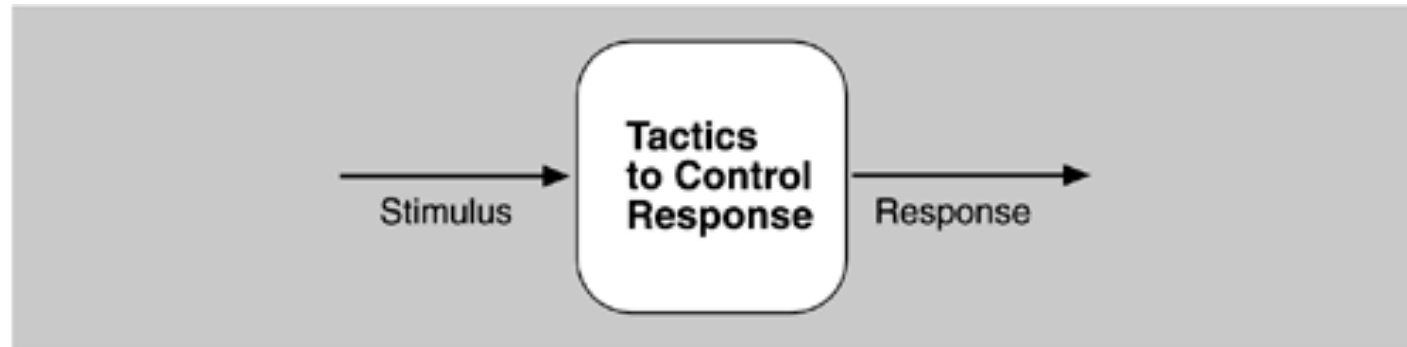 Stimulus
Tactics
to Control
Response
Response